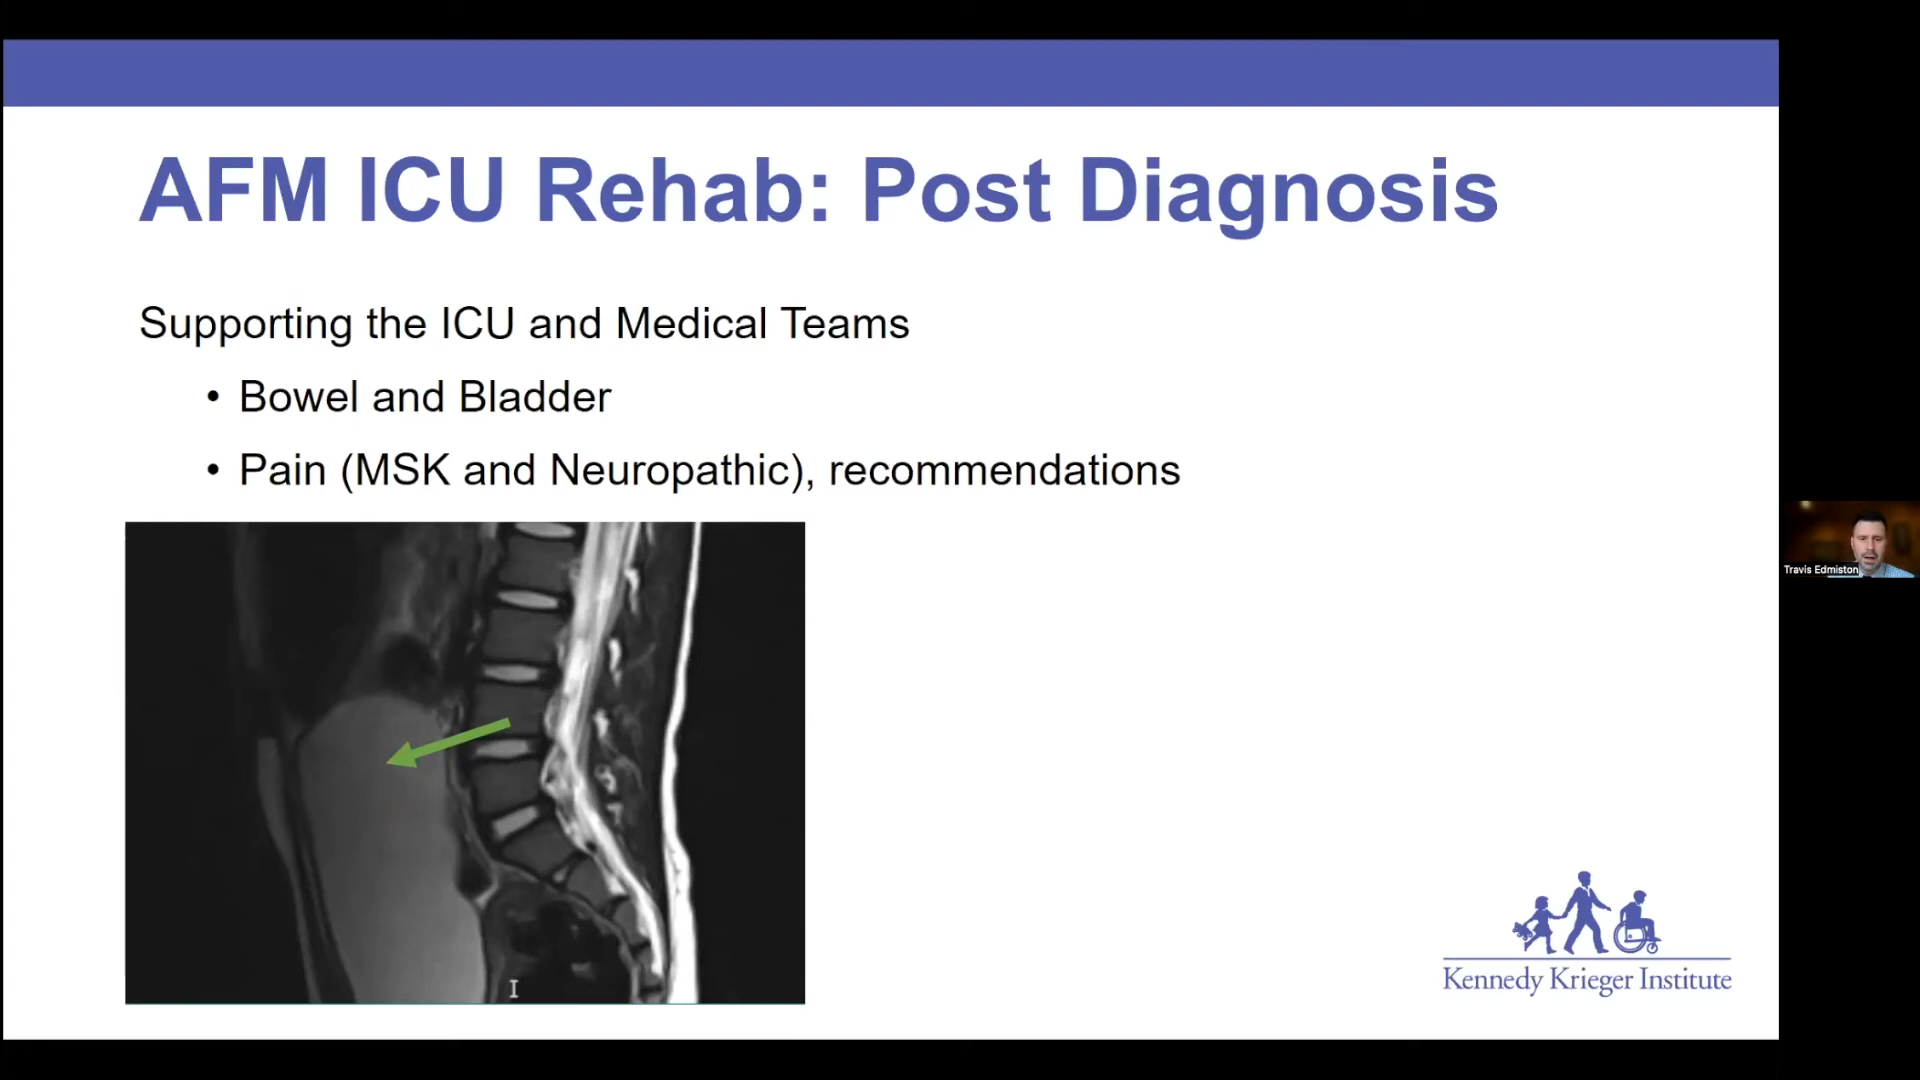 AFM ICU Rehab: Post Diagnosis
Supporting the ICU and Medical Teams
• Bowel and Bladder
• Pain (MSK and Neuropathic), recommendations
I
Kennedy Krieger Institute
Travis Edmiston